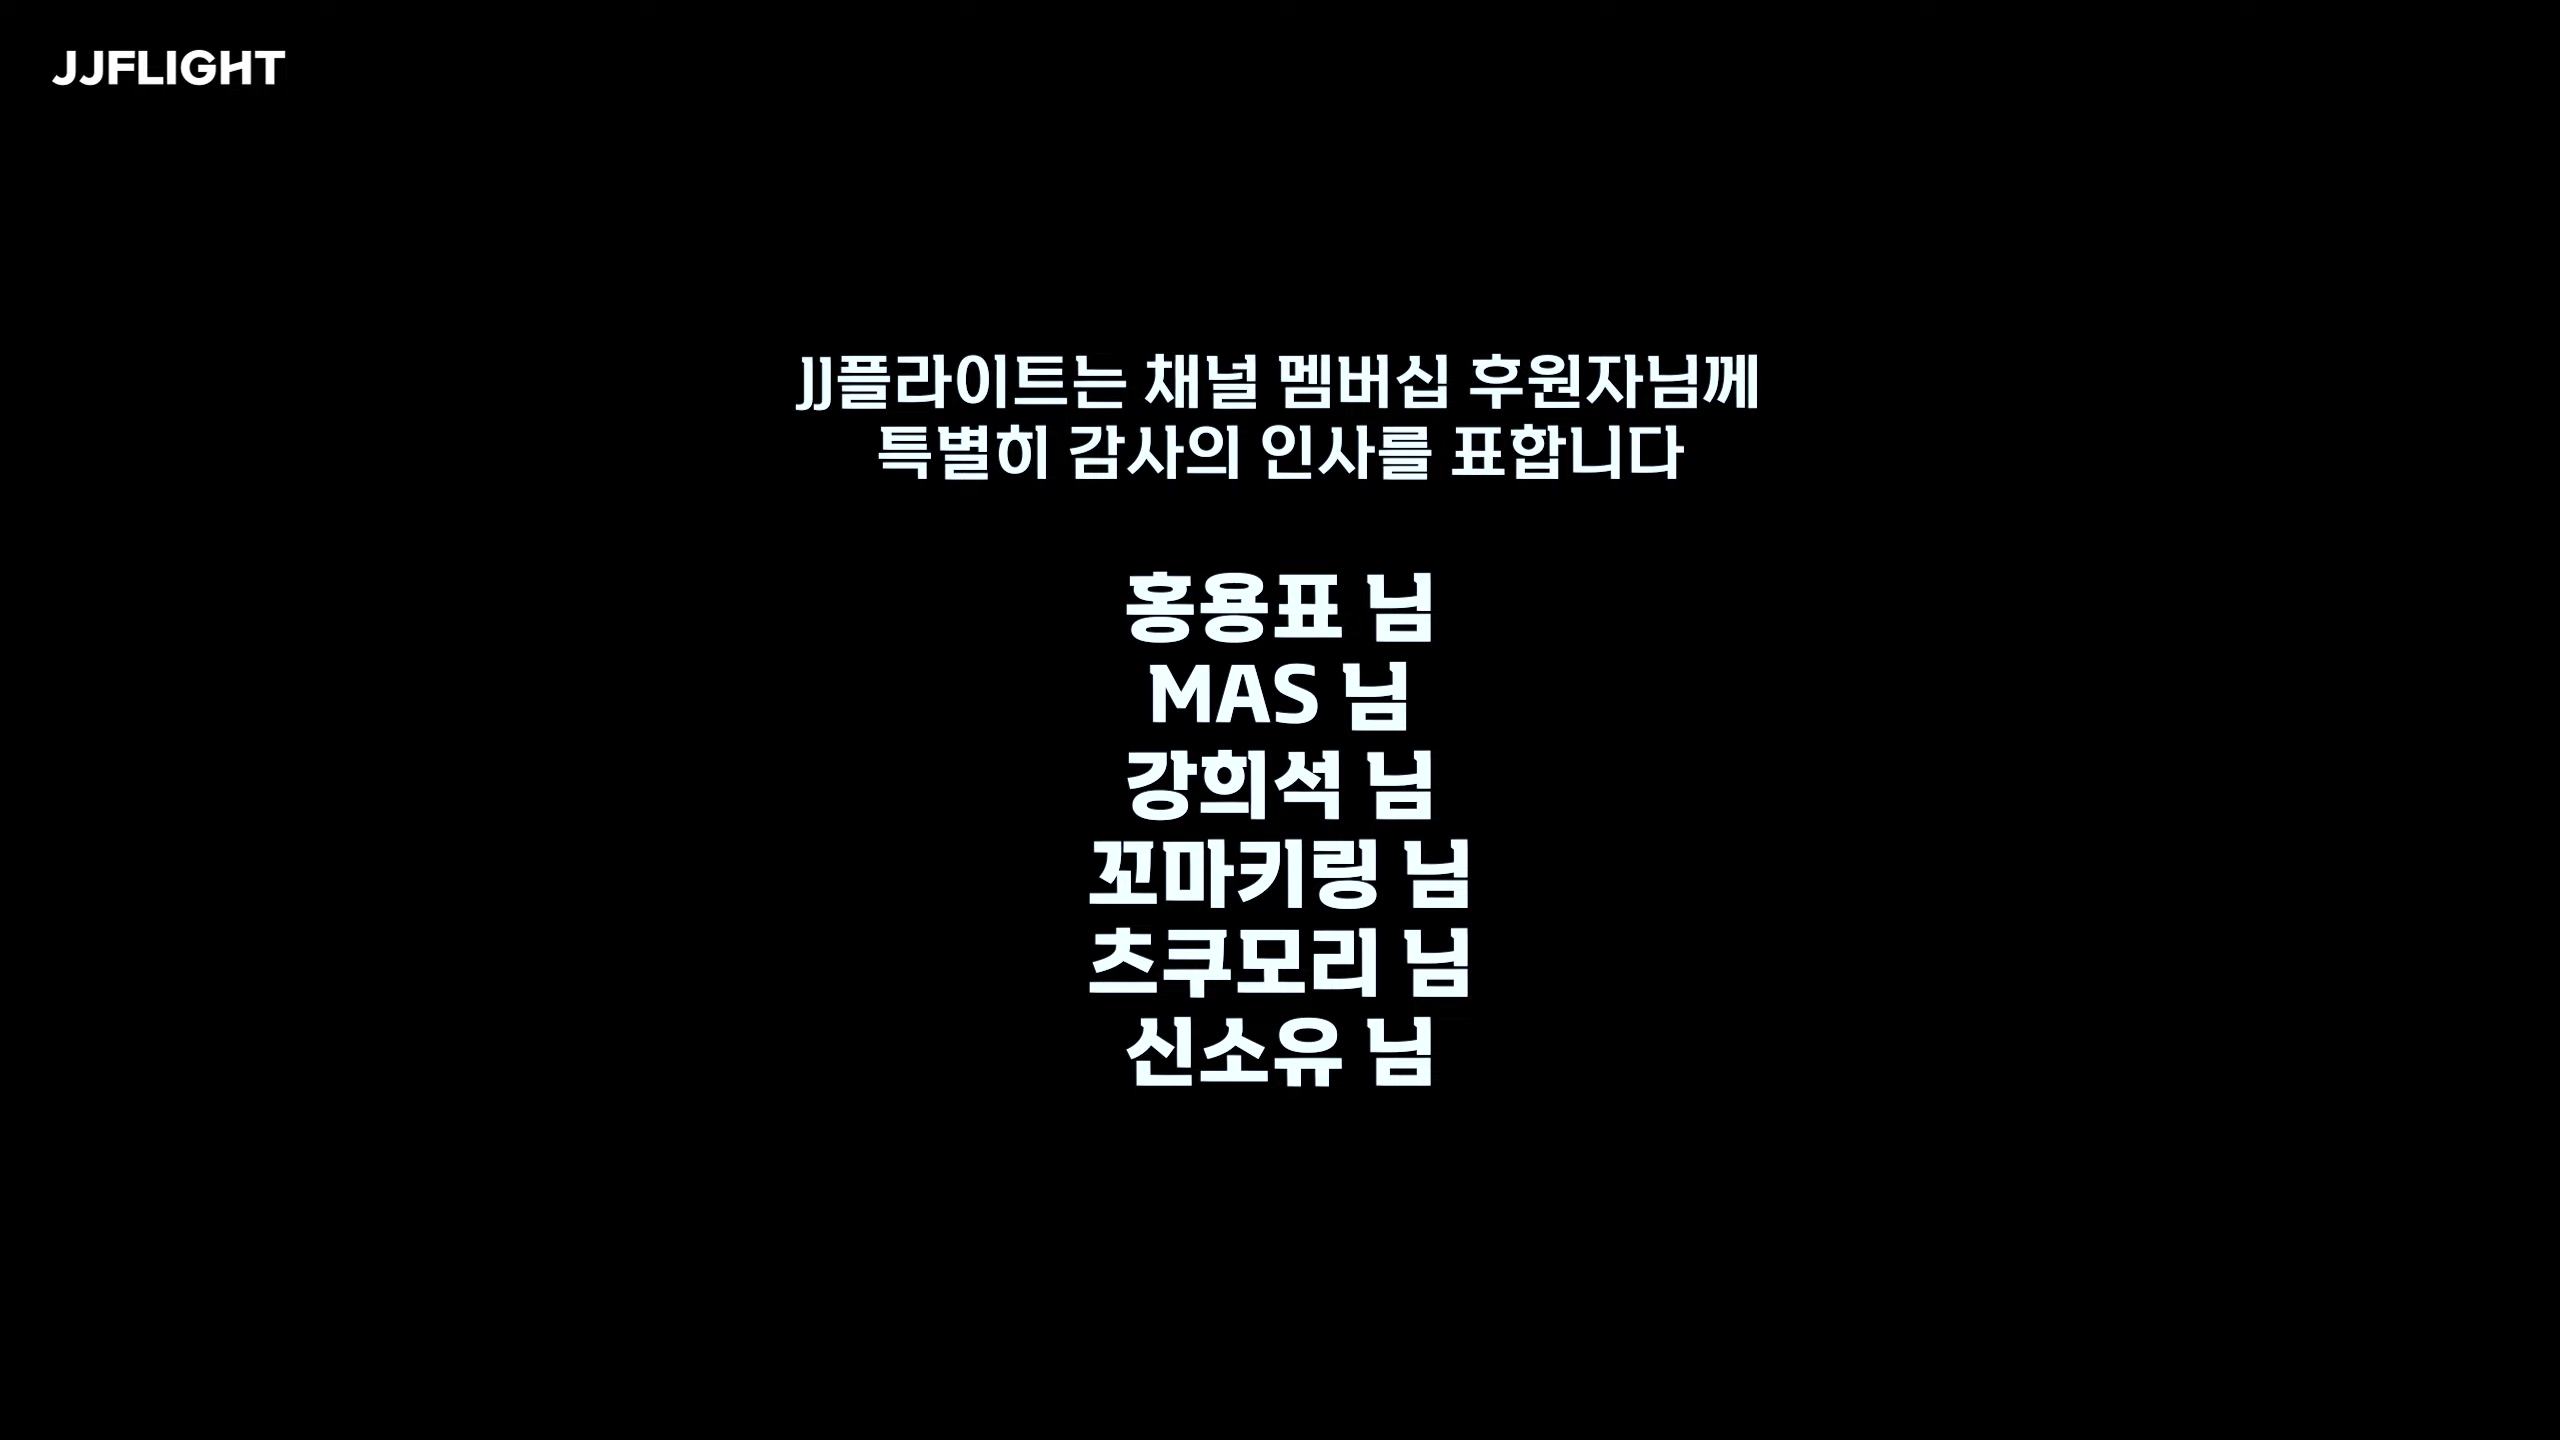 JJFLIGHT
JJ플라이트는 채널 멤버십 후원자님께
특별히 감사의 인사를 표합니다
홍용표 님
MAS 님
강희석 님
꼬마키링 님
츠쿠모리 님
신소유 님